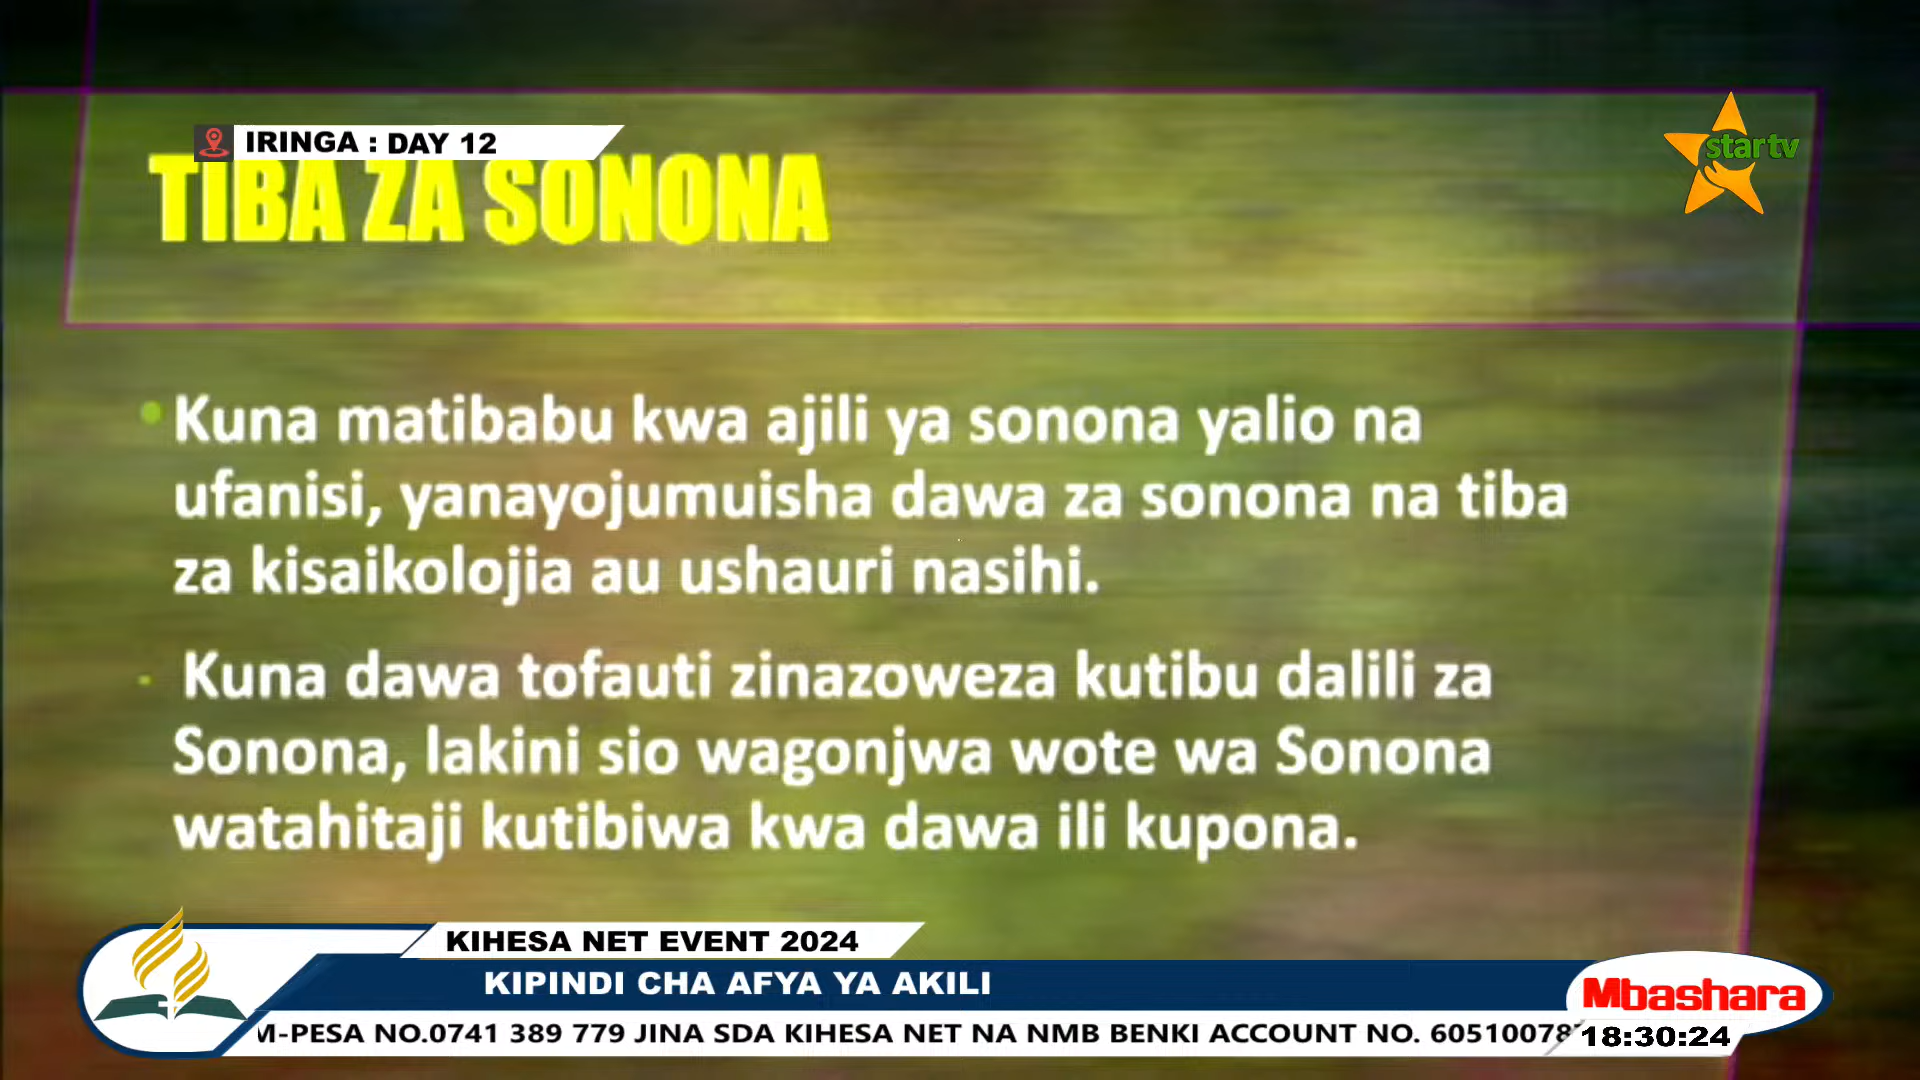 IRINGA : DAY 12
startv
TIBA ZA SONONA
• Kuna matibabu kwa ajili ya sonona yalio na
ufanisi, yanayojumuisha dawa za sonona na tiba
za kisaikolojia au ushauri nasihi.
Kuna dawa tofauti zinazoweza kutibu dalili za
Sonona, lakini sio wagonjwa wote wa Sonona
watahitaji kutibiwa kwa dawa ili kupona.
KIHESA NET EVENT 2024
KIPINDI CHA AFYA YA AKILI
Mbashara
M-PESA NO.0741 389 779 JINA SDA KIHESA NET NA NMB BENKI ACCOUNT NO.
18:30:24